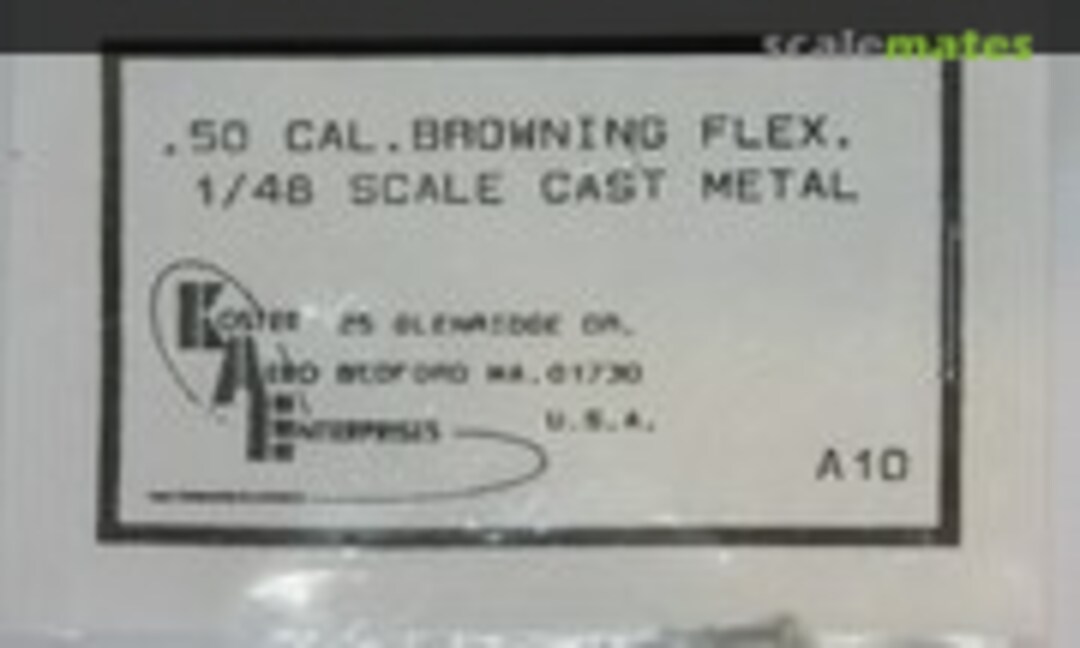 scalemates
.50 CAL.BROWNING FLEX.
1/48 SCALE CAST METAL
KOSTER 25 GLENRIDGE DR.
AERO BEDFORD MA.01730
ENTERPRISES U.S.A.
A10